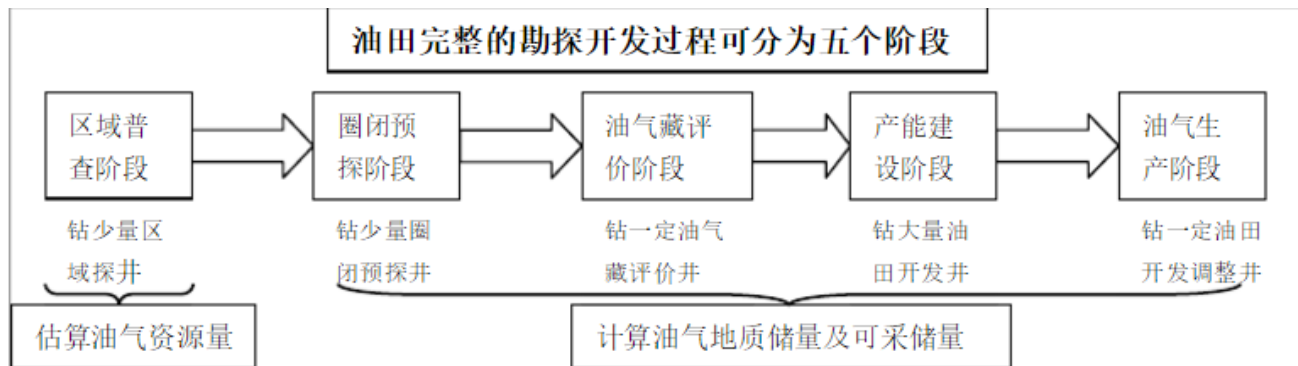 油田完整的勘探开发过程可分为五个阶段
区域普
查阶段
圈闭预
探阶段
油气藏评
价阶段
产能建
设阶段
油气生
产阶段
钻少量区
域探井
钻少量圈
闭预探井
钻一定油气
藏评价井
钻大量油
田开发井
钻一定油田
开发调整井
估算油气资源量
计算油气地质储量及可采储量